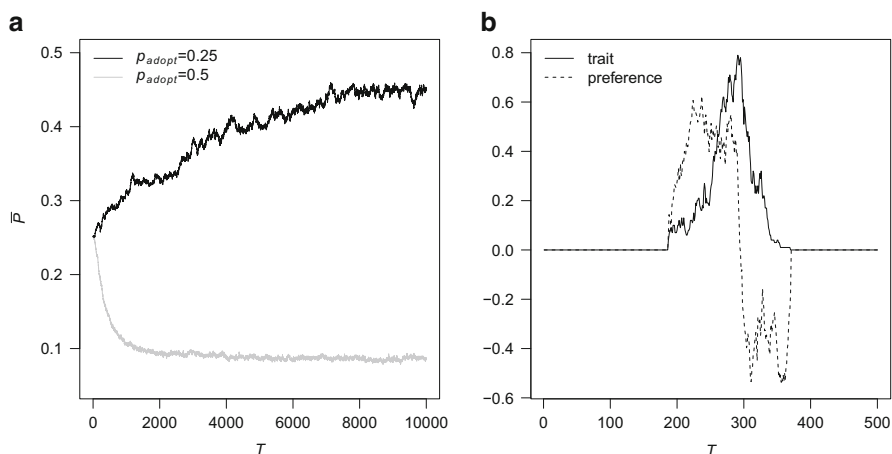 a
p_adopt=0.25
p_adopt=0.5
0.5
0.4
0.3
0.2
0.1
P̅
0 2000 4000 6000 8000 10000
T
b
trait
preference
0.8
0.6
0.4
0.2
0.0
−0.2
−0.4
−0.6
0 100 200 300 400 500
T